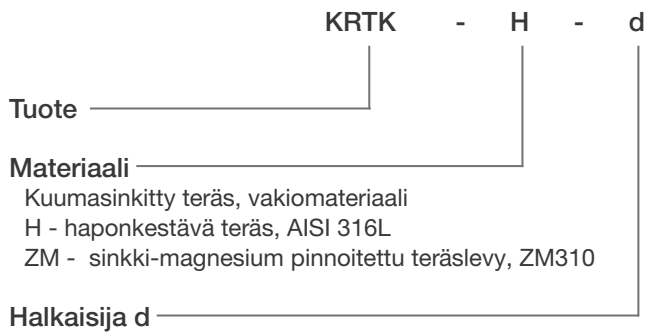 KRTK - H - d
Tuote
Materiaali
Kuumasinkitty teräs, vakiomateriaali
H - haponkestävä teräs, AISI 316L
ZM - sinkki-magnesium pinnoitettu teräslevy, ZM310
Halkaisija d